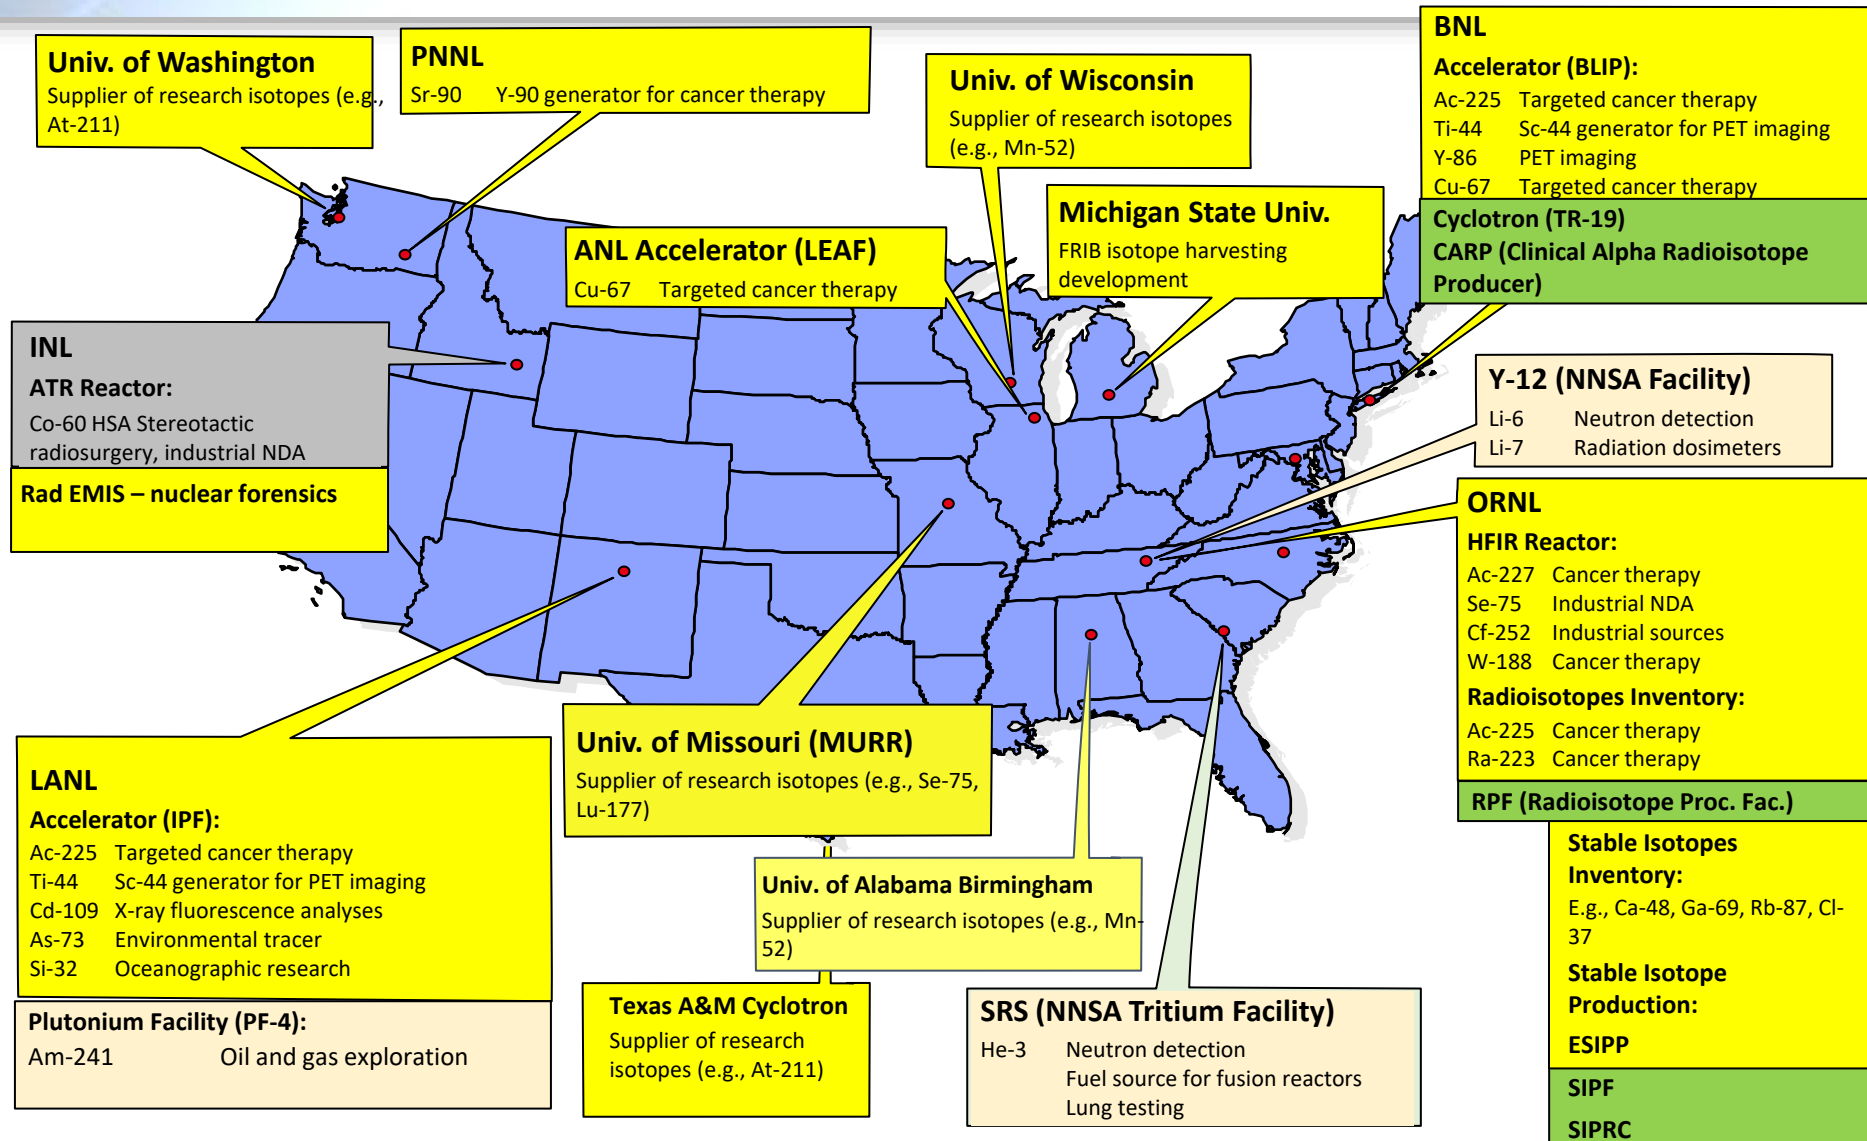 Univ. of Washington
Supplier of research isotopes (e.g.,
At-211)
PNNL
Sr-90 Y-90 generator for cancer therapy
Univ. of Wisconsin
Supplier of research isotopes
(e.g., Mn-52)
BNL
Accelerator (BLIP):
Ac-225 Targeted cancer therapy
Ti-44 Sc-44 generator for PET imaging
Y-86 PET imaging
Cu-67 Targeted cancer therapy
Cyclotron (TR-19)
CARP (Clinical Alpha Radioisotope
Producer)
Michigan State Univ.
FRIB isotope harvesting
development
ANL Accelerator (LEAF)
Cu-67 Targeted cancer therapy
INL
ATR Reactor:
Co-60 HSA Stereotactic
radiosurgery, industrial NDA
Rad EMIS – nuclear forensics
Y-12 (NNSA Facility)
Li-6 Neutron detection
Li-7 Radiation dosimeters
ORNL
HFIR Reactor:
Ac-227 Cancer therapy
Se-75 Industrial NDA
Cf-252 Industrial sources
W-188 Cancer therapy
Radioisotopes Inventory:
Ac-225 Cancer therapy
Ra-223 Cancer therapy
RPF (Radioisotope Proc. Fac.)
Stable Isotopes
Inventory:
E.g., Ca-48, Ga-69, Rb-87, Cl-
37
Stable Isotope
Production:
ESIPP
SIPF
SIPRC
LANL
Accelerator (IPF):
Ac-225 Targeted cancer therapy
Ti-44 Sc-44 generator for PET imaging
Cd-109 X-ray fluorescence analyses
As-73 Environmental tracer
Si-32 Oceanographic research
Plutonium Facility (PF-4):
Am-241 Oil and gas exploration
Univ. of Missouri (MURR)
Supplier of research isotopes (e.g., Se-75,
Lu-177)
Univ. of Alabama Birmingham
Supplier of research isotopes (e.g., Mn-
52)
Texas A&M Cyclotron
Supplier of research
isotopes (e.g., At-211)
SRS (NNSA Tritium Facility)
He-3 Neutron detection
Fuel source for fusion reactors
Lung testing